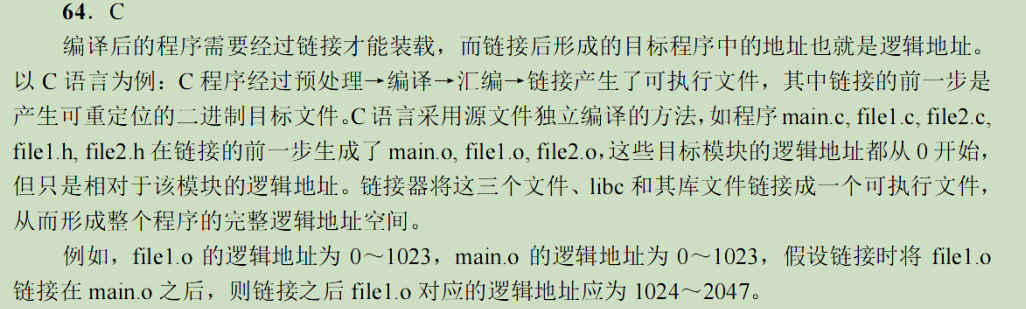 64．C
编译后的程序需要经过链接才能装载，而链接后形成的目标程序中的地址也就是逻辑地址。
以 C 语言为例：C 程序经过预处理→编译→汇编→链接产生了可执行文件，其中链接的前一步是
产生可重定位的二进制目标文件。C 语言采用源文件独立编译的方法，如程序 main.c, file1.c, file2.c,
file1.h, file2.h 在链接的前一步生成了 main.o, file1.o, file2.o，这些目标模块的逻辑地址都从 0 开始，
但只是相对于该模块的逻辑地址。链接器将这三个文件、libc 和其库文件链接成一个可执行文件，
从而形成整个程序的完整逻辑地址空间。
例如，file1.o 的逻辑地址为 0～1023，main.o 的逻辑地址为 0～1023，假设链接时将 file1.o
链接在 main.o 之后，则链接之后 file1.o 对应的逻辑地址应为 1024～2047。